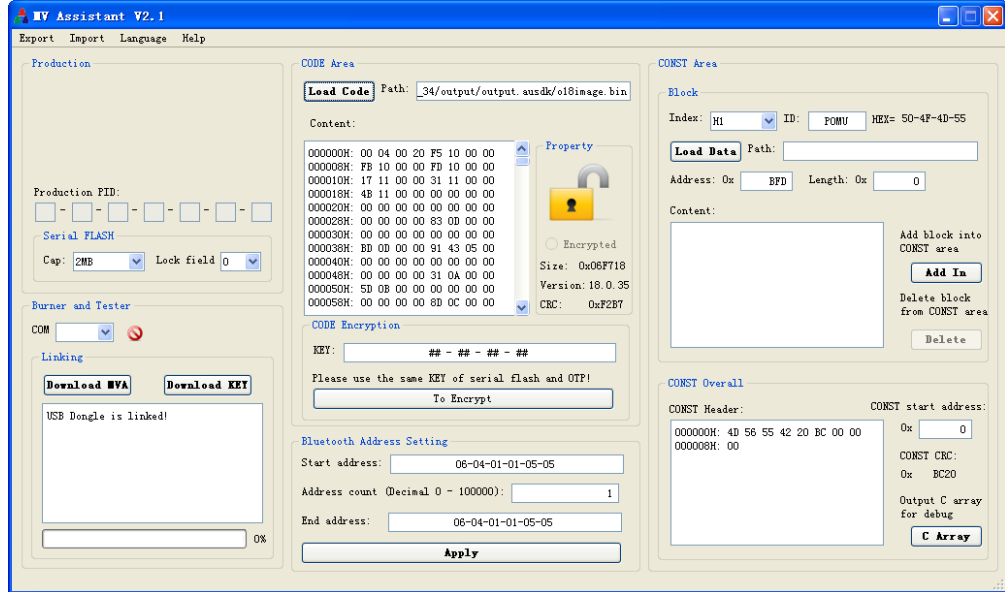 MV Assistant V2.1
Export Import Language Help
Production
Production PID:
- - - - - -
Serial FLASH
Cap: 2MB Lock field 0
Burner and Tester
COM
Linking
Download MVA Download KEY
USB Dongle is linked!
0%
CODE Area
Load Code Path: _34/output/output.ausdk/o18image.bin
Content:
000000H: 00 04 00 20 F5 10 00 00
000008H: FB 10 00 00 FD 10 00 00
000010H: 17 11 00 00 31 11 00 00
000018H: 4B 11 00 00 00 00 00 00
000020H: 00 00 00 00 00 00 00 00
000028H: 00 00 00 00 83 0D 00 00
000030H: 00 00 00 00 00 00 00 00
000038H: BD 0D 00 00 91 43 05 00
000040H: 00 00 00 00 00 00 00 00
000048H: 00 00 00 00 31 0A 00 00
000050H: 5D 0B 00 00 00 00 00 00
000058H: 00 00 00 00 8D 0C 00 00
Property
Encrypted
Size: 0x06F718
Version: 18.0.35
CRC: 0xF2B7
CODE Encryption
KEY: ## - ## - ## - ##
Please use the same KEY of serial flash and OTP!
To Encrypt
Bluetooth Address Setting
Start address: 06-04-01-01-05-05
Address count (Decimal 0 - 100000): 1
End address: 06-04-01-01-05-05
Apply
CONST Area
Block
Index: H1 ID: POMU HEX= 50-4F-4D-55
Load Data Path:
Address: 0x BFD Length: 0x 0
Content:
Add block into
CONST area
Add In
Delete block
from CONST area
Delete
CONST Overall
CONST Header:
000000H: 4D 56 55 42 20 BC 00 00
000008H: 00
CONST start address:
0x 0
CONST CRC:
0x BC20
Output C array
for debug
C Array